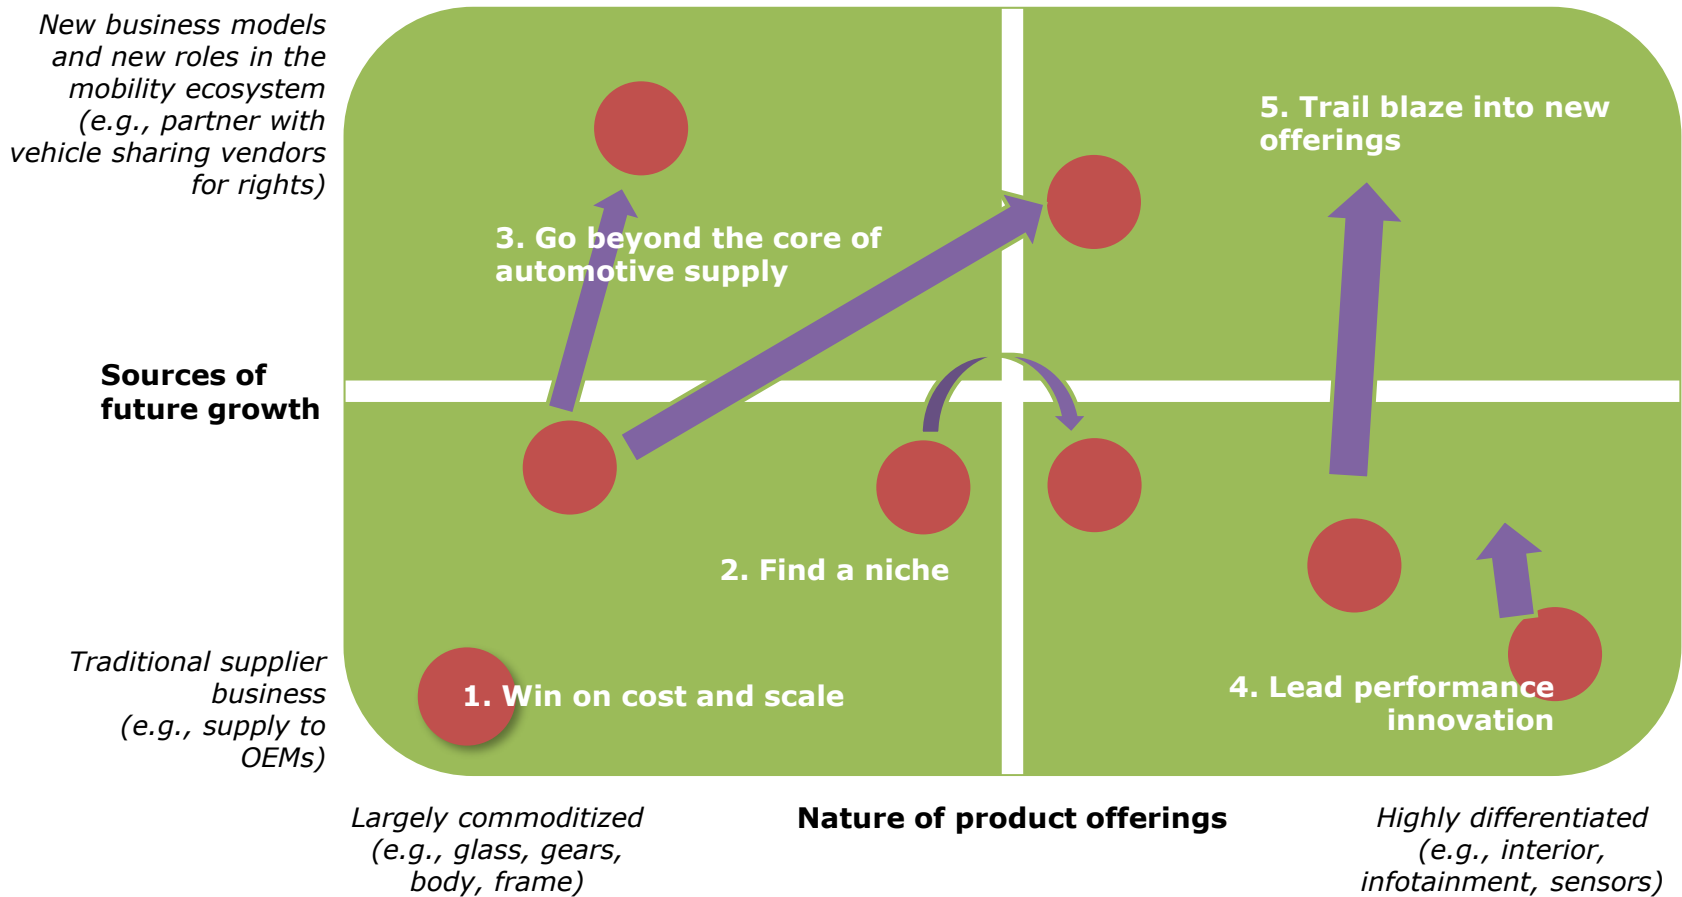 New business models
and new roles in the
mobility ecosystem
(e.g., partner with
vehicle sharing vendors
for rights)
5. Trail blaze into new
offerings
3. Go beyond the core of
automotive supply
Sources of
future growth
2. Find a niche
Traditional supplier
business
(e.g., supply to
OEMs)
1. Win on cost and scale
4. Lead performance
innovation
Largely commoditized
(e.g., glass, gears,
body, frame)
Nature of product offerings
Highly differentiated
(e.g., interior,
infotainment, sensors)